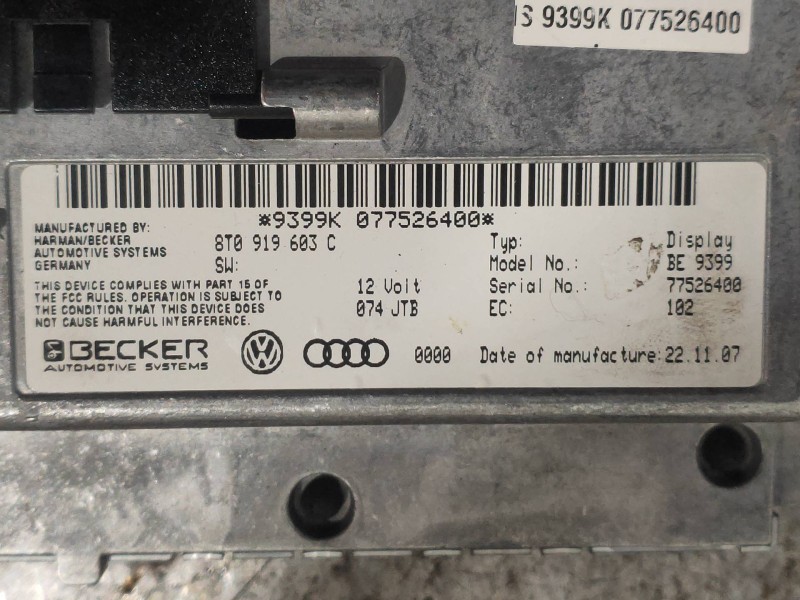 9399K 077526400
*9399K 077526400*
MANUFACTURED BY:
HARMAN/BECKER
AUTOMOTIVE SYSTEMS
GERMANY
8T0 919 603 C
SW:
Typ: Display
Model No.: BE 9399
Serial No.: 77526400
EC: 102
THIS DEVICE COMPLIES WITH PART 15 OF
THE FCC RULES. OPERATION IS SUBJECT TO
THE CONDITION THAT THIS DEVICE DOES
NOT CAUSE HARMFUL INTERFERENCE.
12 Volt
074 JTB
BECKER
AUTOMOTIVE SYSTEMS
0000 Date of manufacture: 22.11.07